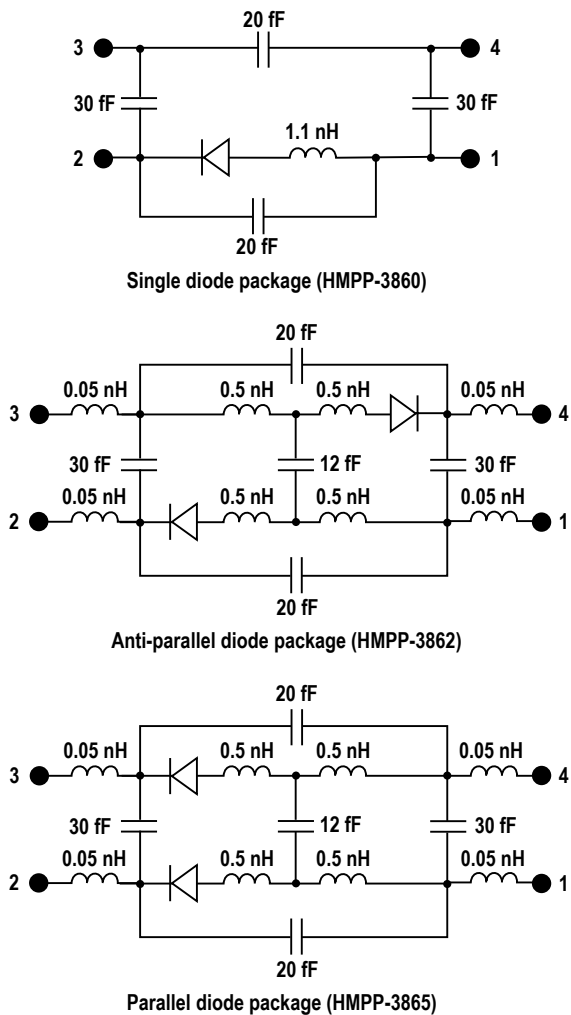 20 fF
3
4
30 fF
30 fF
1.1 nH
2
1
20 fF
Single diode package (HMPP-3860)
20 fF
0.05 nH
0.5 nH
0.5 nH
0.05 nH
3
4
30 fF
12 fF
30 fF
0.05 nH
0.5 nH
0.5 nH
0.05 nH
2
1
20 fF
Anti-parallel diode package (HMPP-3862)
20 fF
0.05 nH
0.5 nH
0.5 nH
0.05 nH
3
4
30 fF
12 fF
30 fF
0.05 nH
0.5 nH
0.5 nH
0.05 nH
2
1
20 fF
Parallel diode package (HMPP-3865)